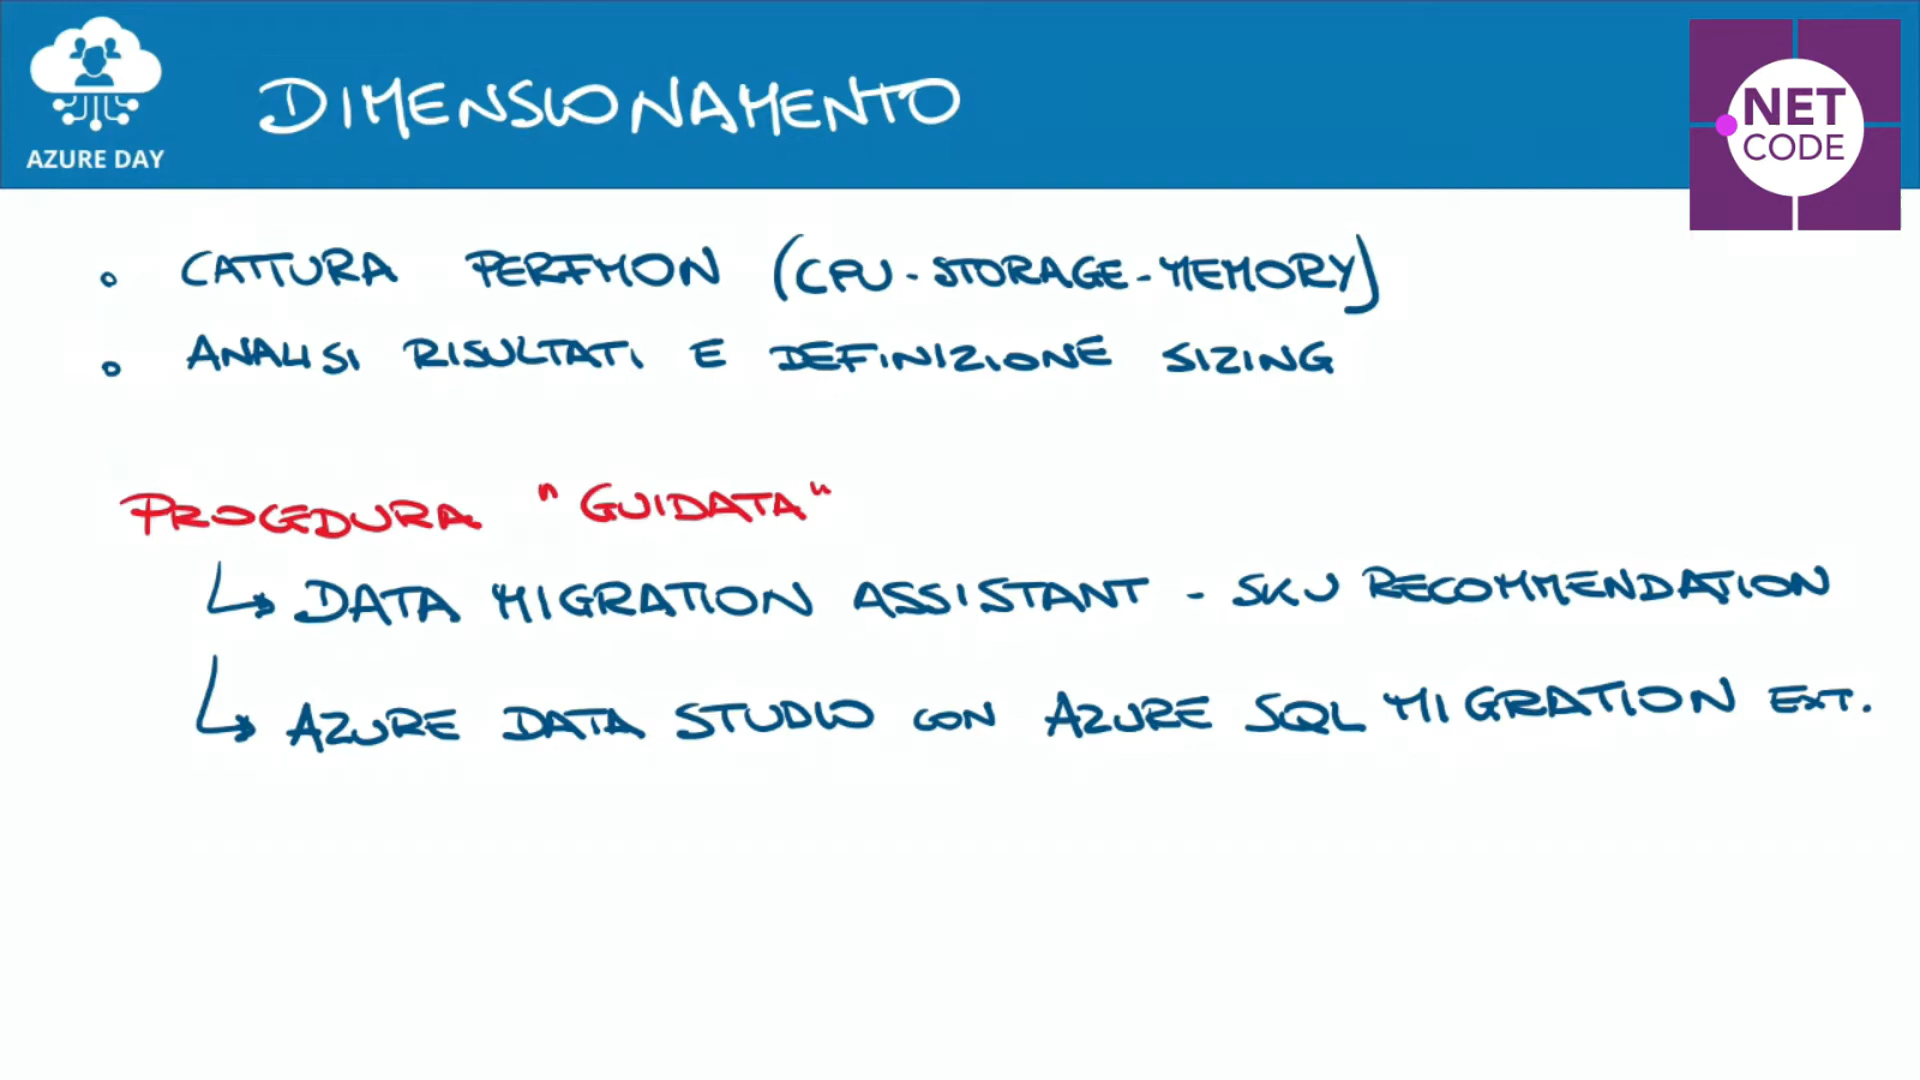 AZURE DAY
DIMENSIONAMENTO
NET
CODE
• CATTURA PERFMON (CPU - STORAGE - MEMORY)
• ANALISI RISULTATI E DEFINIZIONE SIZING
PROCEDURA "GUIDATA"
↳ DATA MIGRATION ASSISTANT - SKU RECOMMENDATION
↳ AZURE DATA STUDIO CON AZURE SQL MIGRATION EXT.